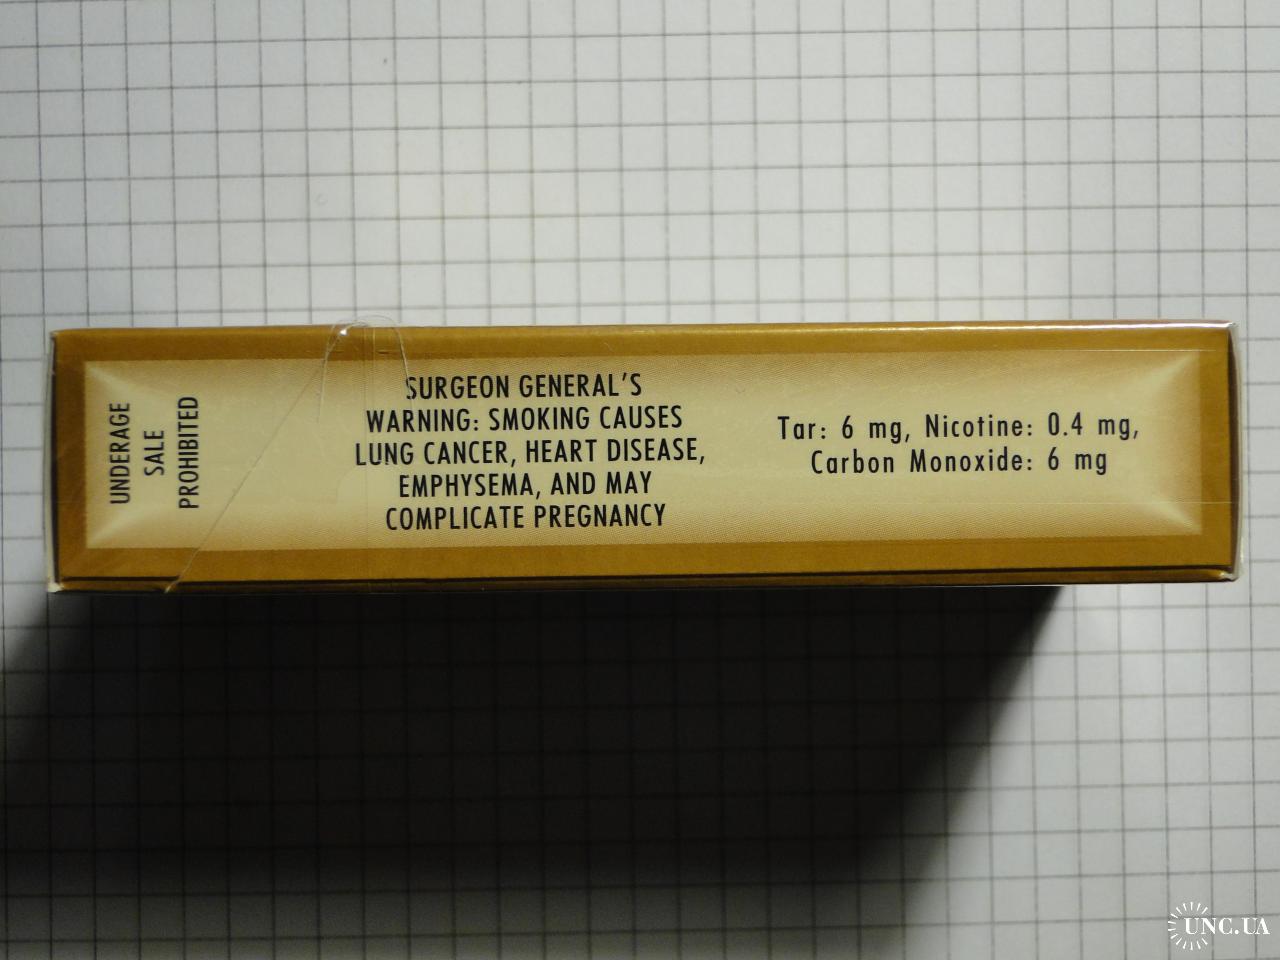 UNDERAGE
SALE
PROHIBITED
SURGEON GENERAL'S
WARNING: SMOKING CAUSES
LUNG CANCER, HEART DISEASE,
EMPHYSEMA, AND MAY
COMPLICATE PREGNANCY
Tar: 6 mg, Nicotine: 0.4 mg,
Carbon Monoxide: 6 mg
UNC.UA